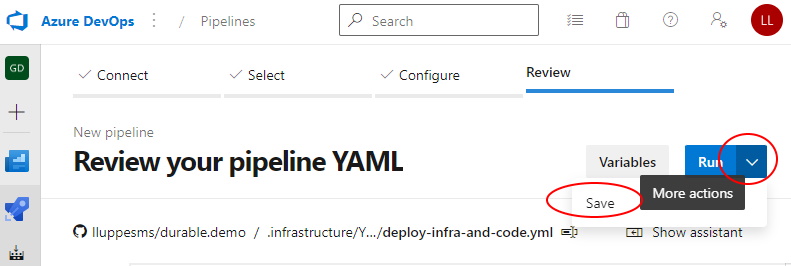 Azure DevOps / Pipelines Search LL
GD
Connect Select Configure Review
New pipeline
Review your pipeline YAML
Variables Run
More actions
Save
lluppesms/durable.demo / .infrastructure/Y.../deploy-infra-and-code.yml Show assistant